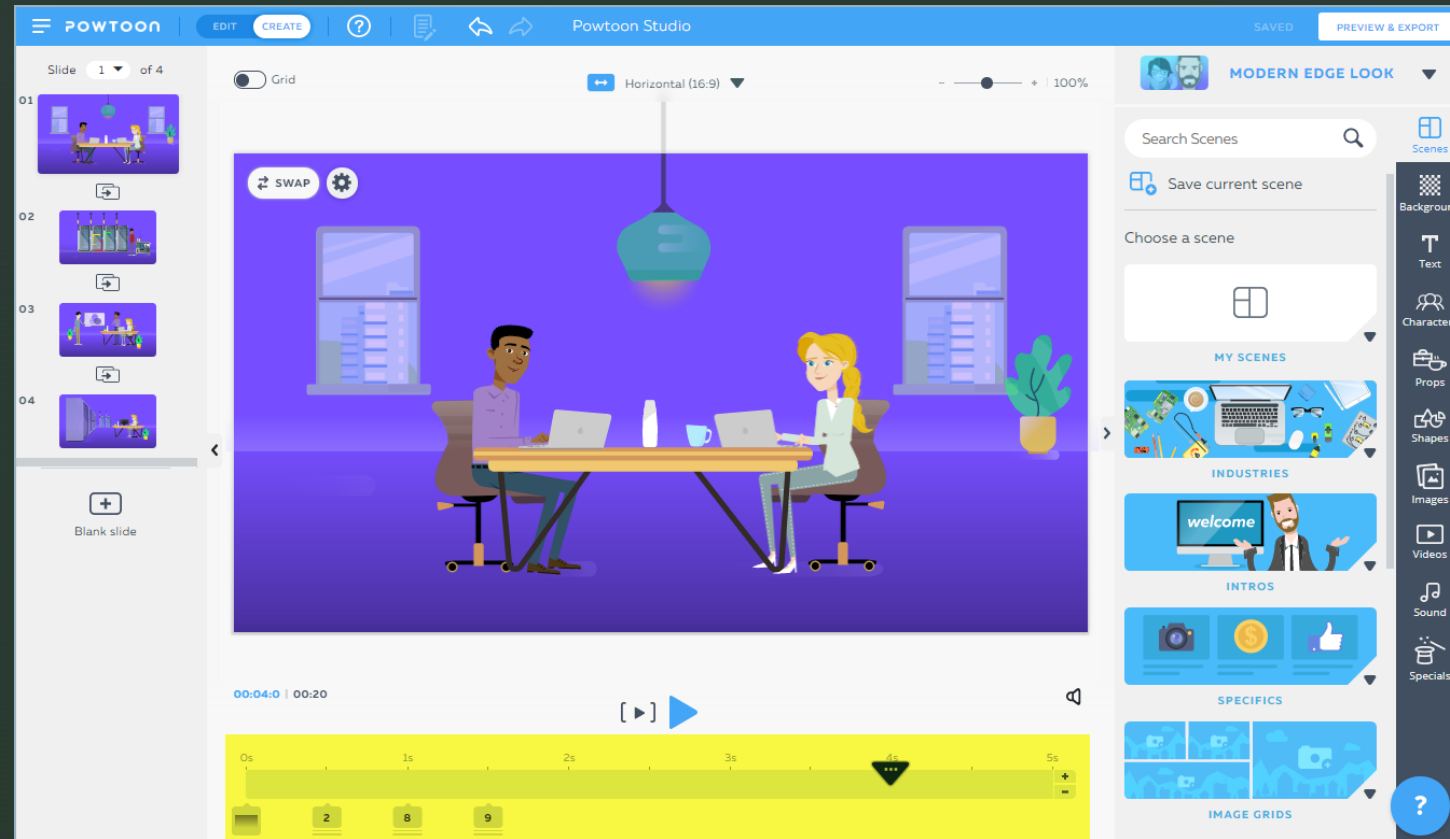 POWTOON
EDIT CREATE
?
Powtoon Studio
SAVED
PREVIEW & EXPORT
Slide 1 of 4
01
02
03
04
Blank slide
Grid
Horizontal (16:9)
- + 100%
SWAP
00:04:0 | 00:20
0s 1s 2s 3s 4s 5s
+
-
2 8 9
MODERN EDGE LOOK
Search Scenes
Save current scene
Choose a scene
MY SCENES
INDUSTRIES
welcome
INTROS
SPECIFICS
IMAGE GRIDS
Scenes
Backgroun
Text
Character
Props
Shapes
Images
Videos
Sound
Specials
?